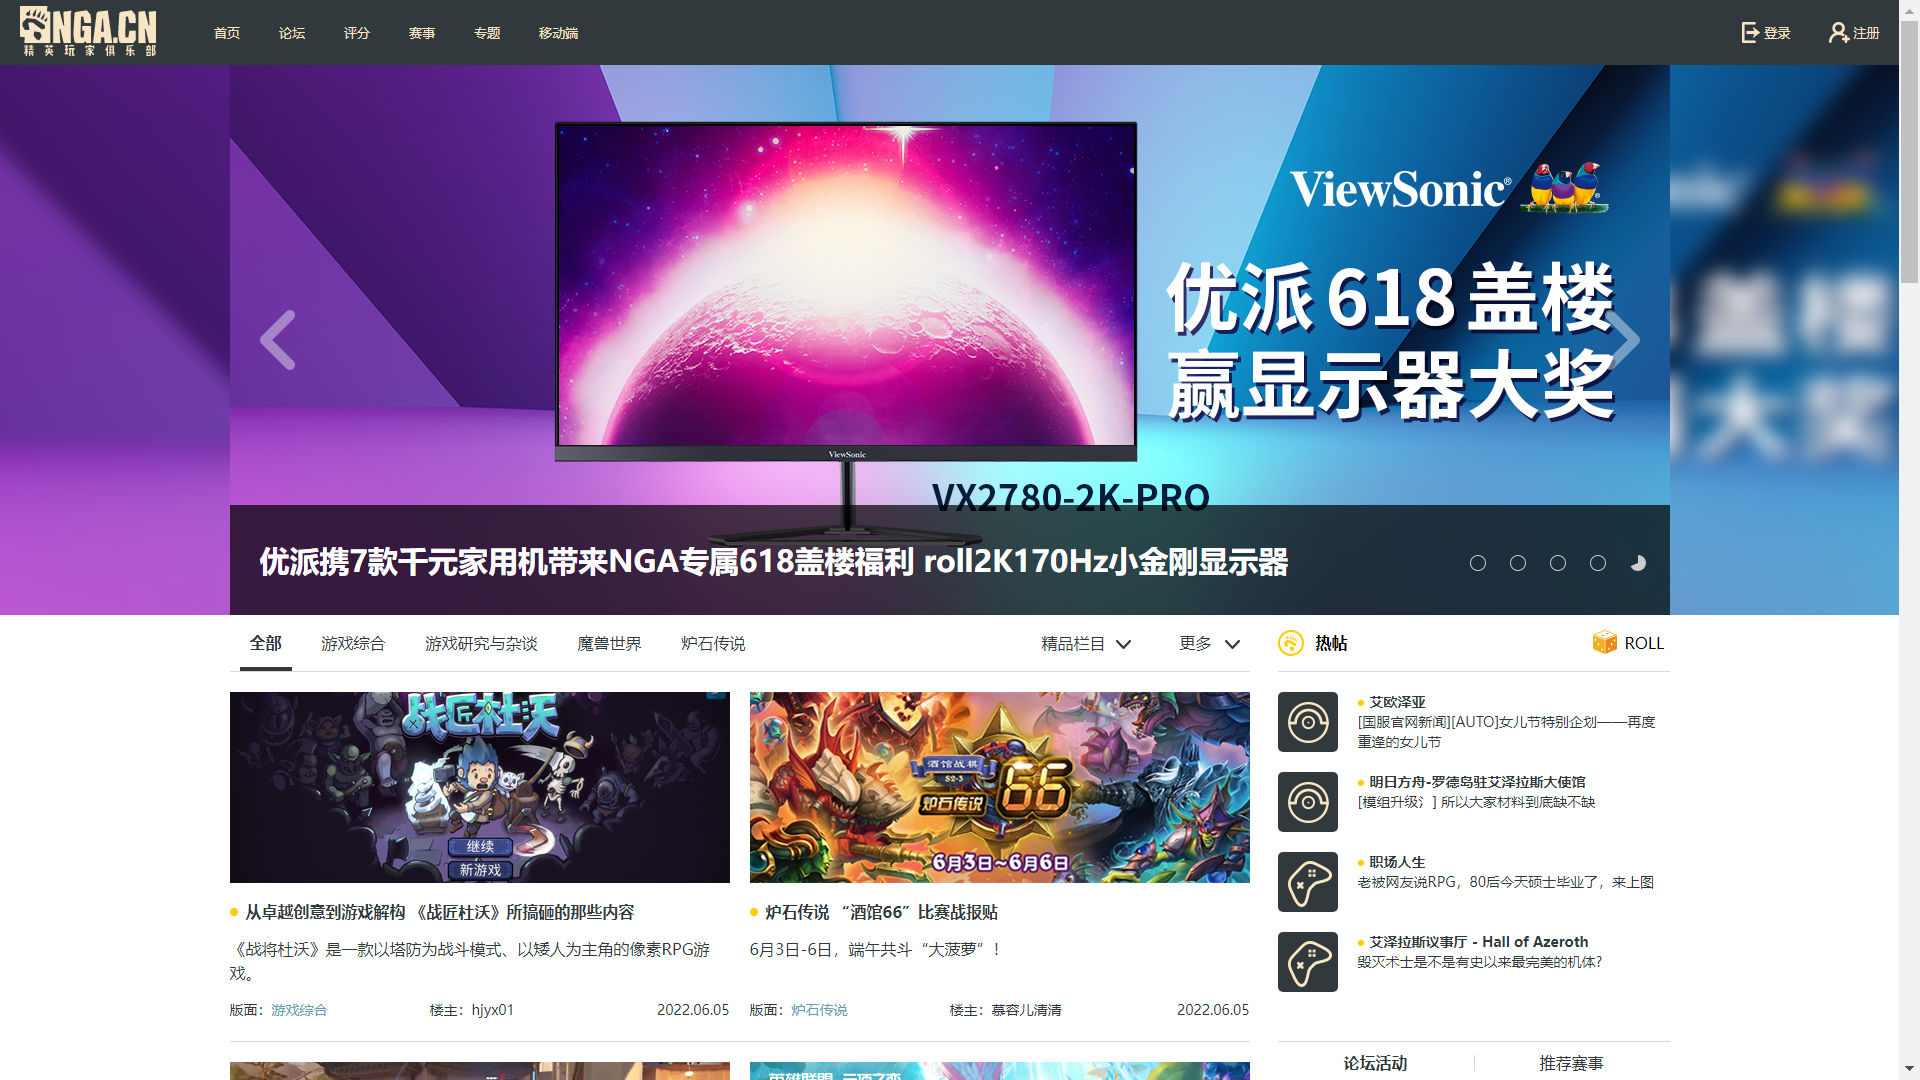 NGA.CN
精英玩家俱乐部
首页
论坛
评分
赛事
专题
移动端
登录
注册
ViewSonic®
优派618盖楼
赢显示器大奖
ViewSonic
VX2780-2K-PRO
优派携7款千元家用机带来NGA专属618盖楼福利 roll2K170Hz小金刚显示器
全部
游戏综合
游戏研究与杂谈
魔兽世界
炉石传说
精品栏目
更多
热帖
ROLL
战匠杜沃
继续
新游戏
从卓越创意到游戏解构 《战匠杜沃》所搞砸的那些内容
《战将杜沃》是一款以塔防为战斗模式、以矮人为主角的像素RPG游
戏。
版面：游戏综合
楼主：hjyx01
2022.06.05
酒馆战棋
S2-3
炉石传说 66
6月3日~6月6日
炉石传说 “酒馆66”比赛战报贴
6月3日-6日，端午共斗“大菠萝”！
版面：炉石传说
楼主：慕容儿清清
2022.06.05
艾欧泽亚
[国服官网新闻][AUTO]女儿节特别企划——再度
重逢的女儿节
明日方舟-罗德岛驻艾泽拉斯大使馆
[模组升级氵] 所以大家材料到底缺不缺
职场人生
老被网友说RPG，80后今天硕士毕业了，来上图
艾泽拉斯议事厅 - Hall of Azeroth
毁灭术士是不是有史以来最完美的机体?
论坛活动
推荐赛事